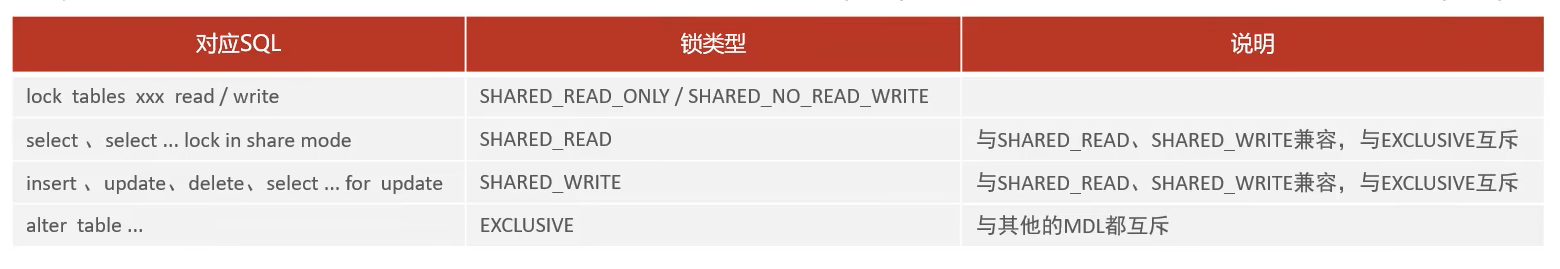 对应SQL 锁类型 说明
lock tables xxx read / write SHARED_READ_ONLY / SHARED_NO_READ_WRITE
select 、select ... lock in share mode SHARED_READ 与SHARED_READ、SHARED_WRITE兼容，与EXCLUSIVE互斥
insert 、update、delete、select ... for update SHARED_WRITE 与SHARED_READ、SHARED_WRITE兼容，与EXCLUSIVE互斥
alter table ... EXCLUSIVE 与其他的MDL都互斥